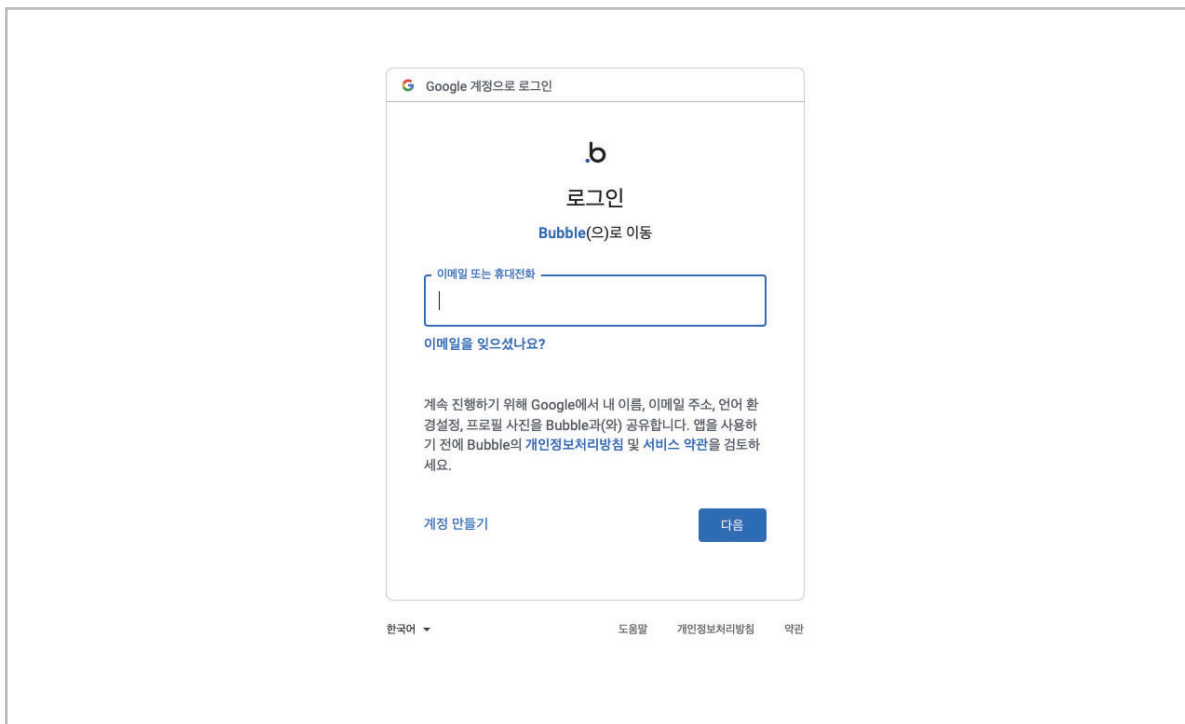 Google 계정으로 로그인
.b
로그인
Bubble(으)로 이동
이메일 또는 휴대전화
이메일을 잊으셨나요?
계속 진행하기 위해 Google에서 내 이름, 이메일 주소, 언어 환
경설정, 프로필 사진을 Bubble과(와) 공유합니다. 앱을 사용하
기 전에 Bubble의 개인정보처리방침 및 서비스 약관을 검토하
세요.
계정 만들기 다음
한국어 도움말 개인정보처리방침 약관